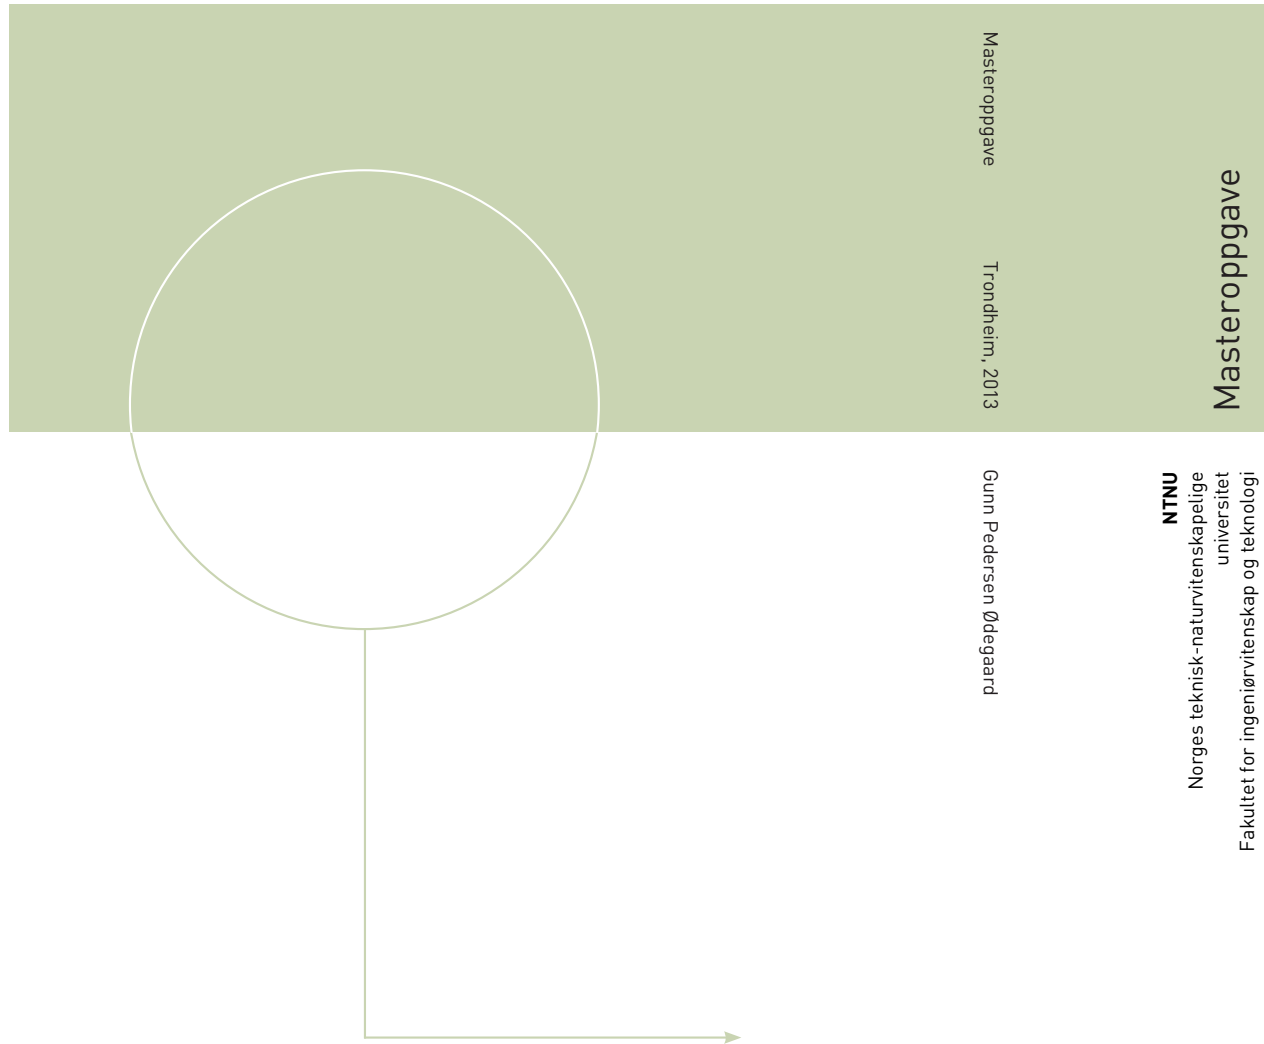 Masteroppgave
Trondheim, 2013
Gunn Pedersen Ødegaard
Masteroppgave
NTNU
Norges teknisk-naturvitenskapelige
universitet
Fakultet for ingeniørvitenskap og teknologi